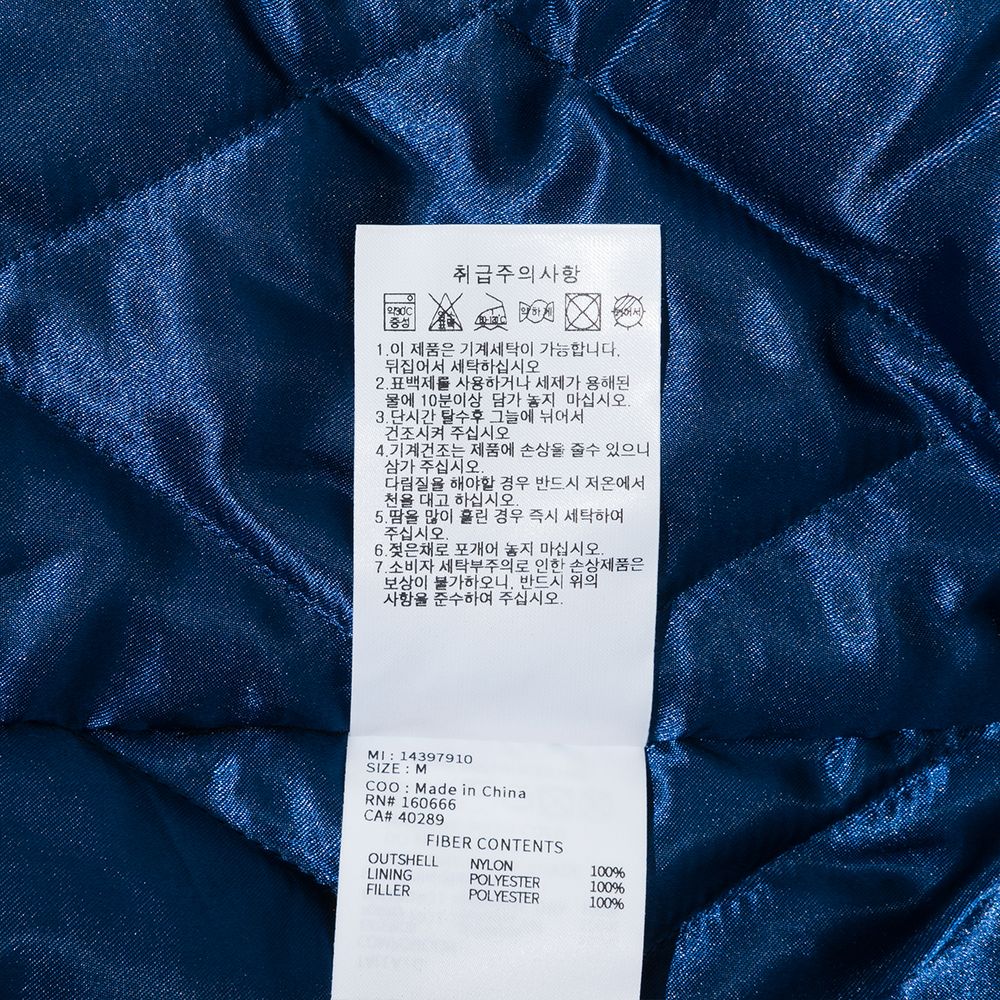 취급주의사항
약30℃
중성
80-120℃
약하게
뉘어서
1.이 제품은 기계세탁이 가능합니다.
뒤집어서 세탁하십시오
2.표백제를 사용하거나 세제가 용해된
물에 10분이상 담가 놓지 마십시오.
3.단시간 탈수후 그늘에 뉘어서
건조시켜 주십시오
4.기계건조는 제품에 손상을 줄수 있으니
삼가 주십시오.
다림질을 해야할 경우 반드시 저온에서
천을 대고 하십시오.
5.땀을 많이 흘린 경우 즉시 세탁하여
주십시오.
6.젖은채로 포개어 놓지 마십시오.
7.소비자 세탁부주의로 인한 손상제품은
보상이 불가하오니, 반드시 위의
사항을 준수하여 주십시오.
MI : 14397910
SIZE : M
COO : Made in China
RN# 160666
CA# 40289
FIBER CONTENTS
OUTSHELL NYLON 100%
LINING POLYESTER 100%
FILLER POLYESTER 100%